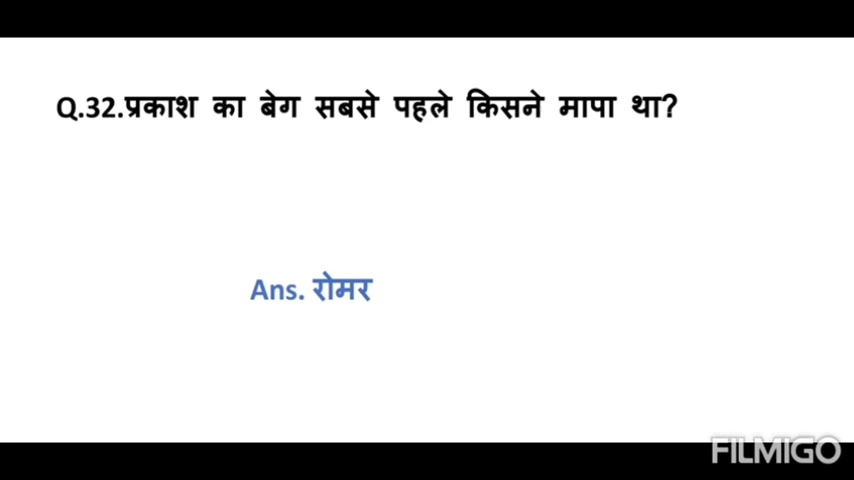 Q.32.प्रकाश का बेग सबसे पहले किसने मापा था?
Ans. रोमर
FILMIGO